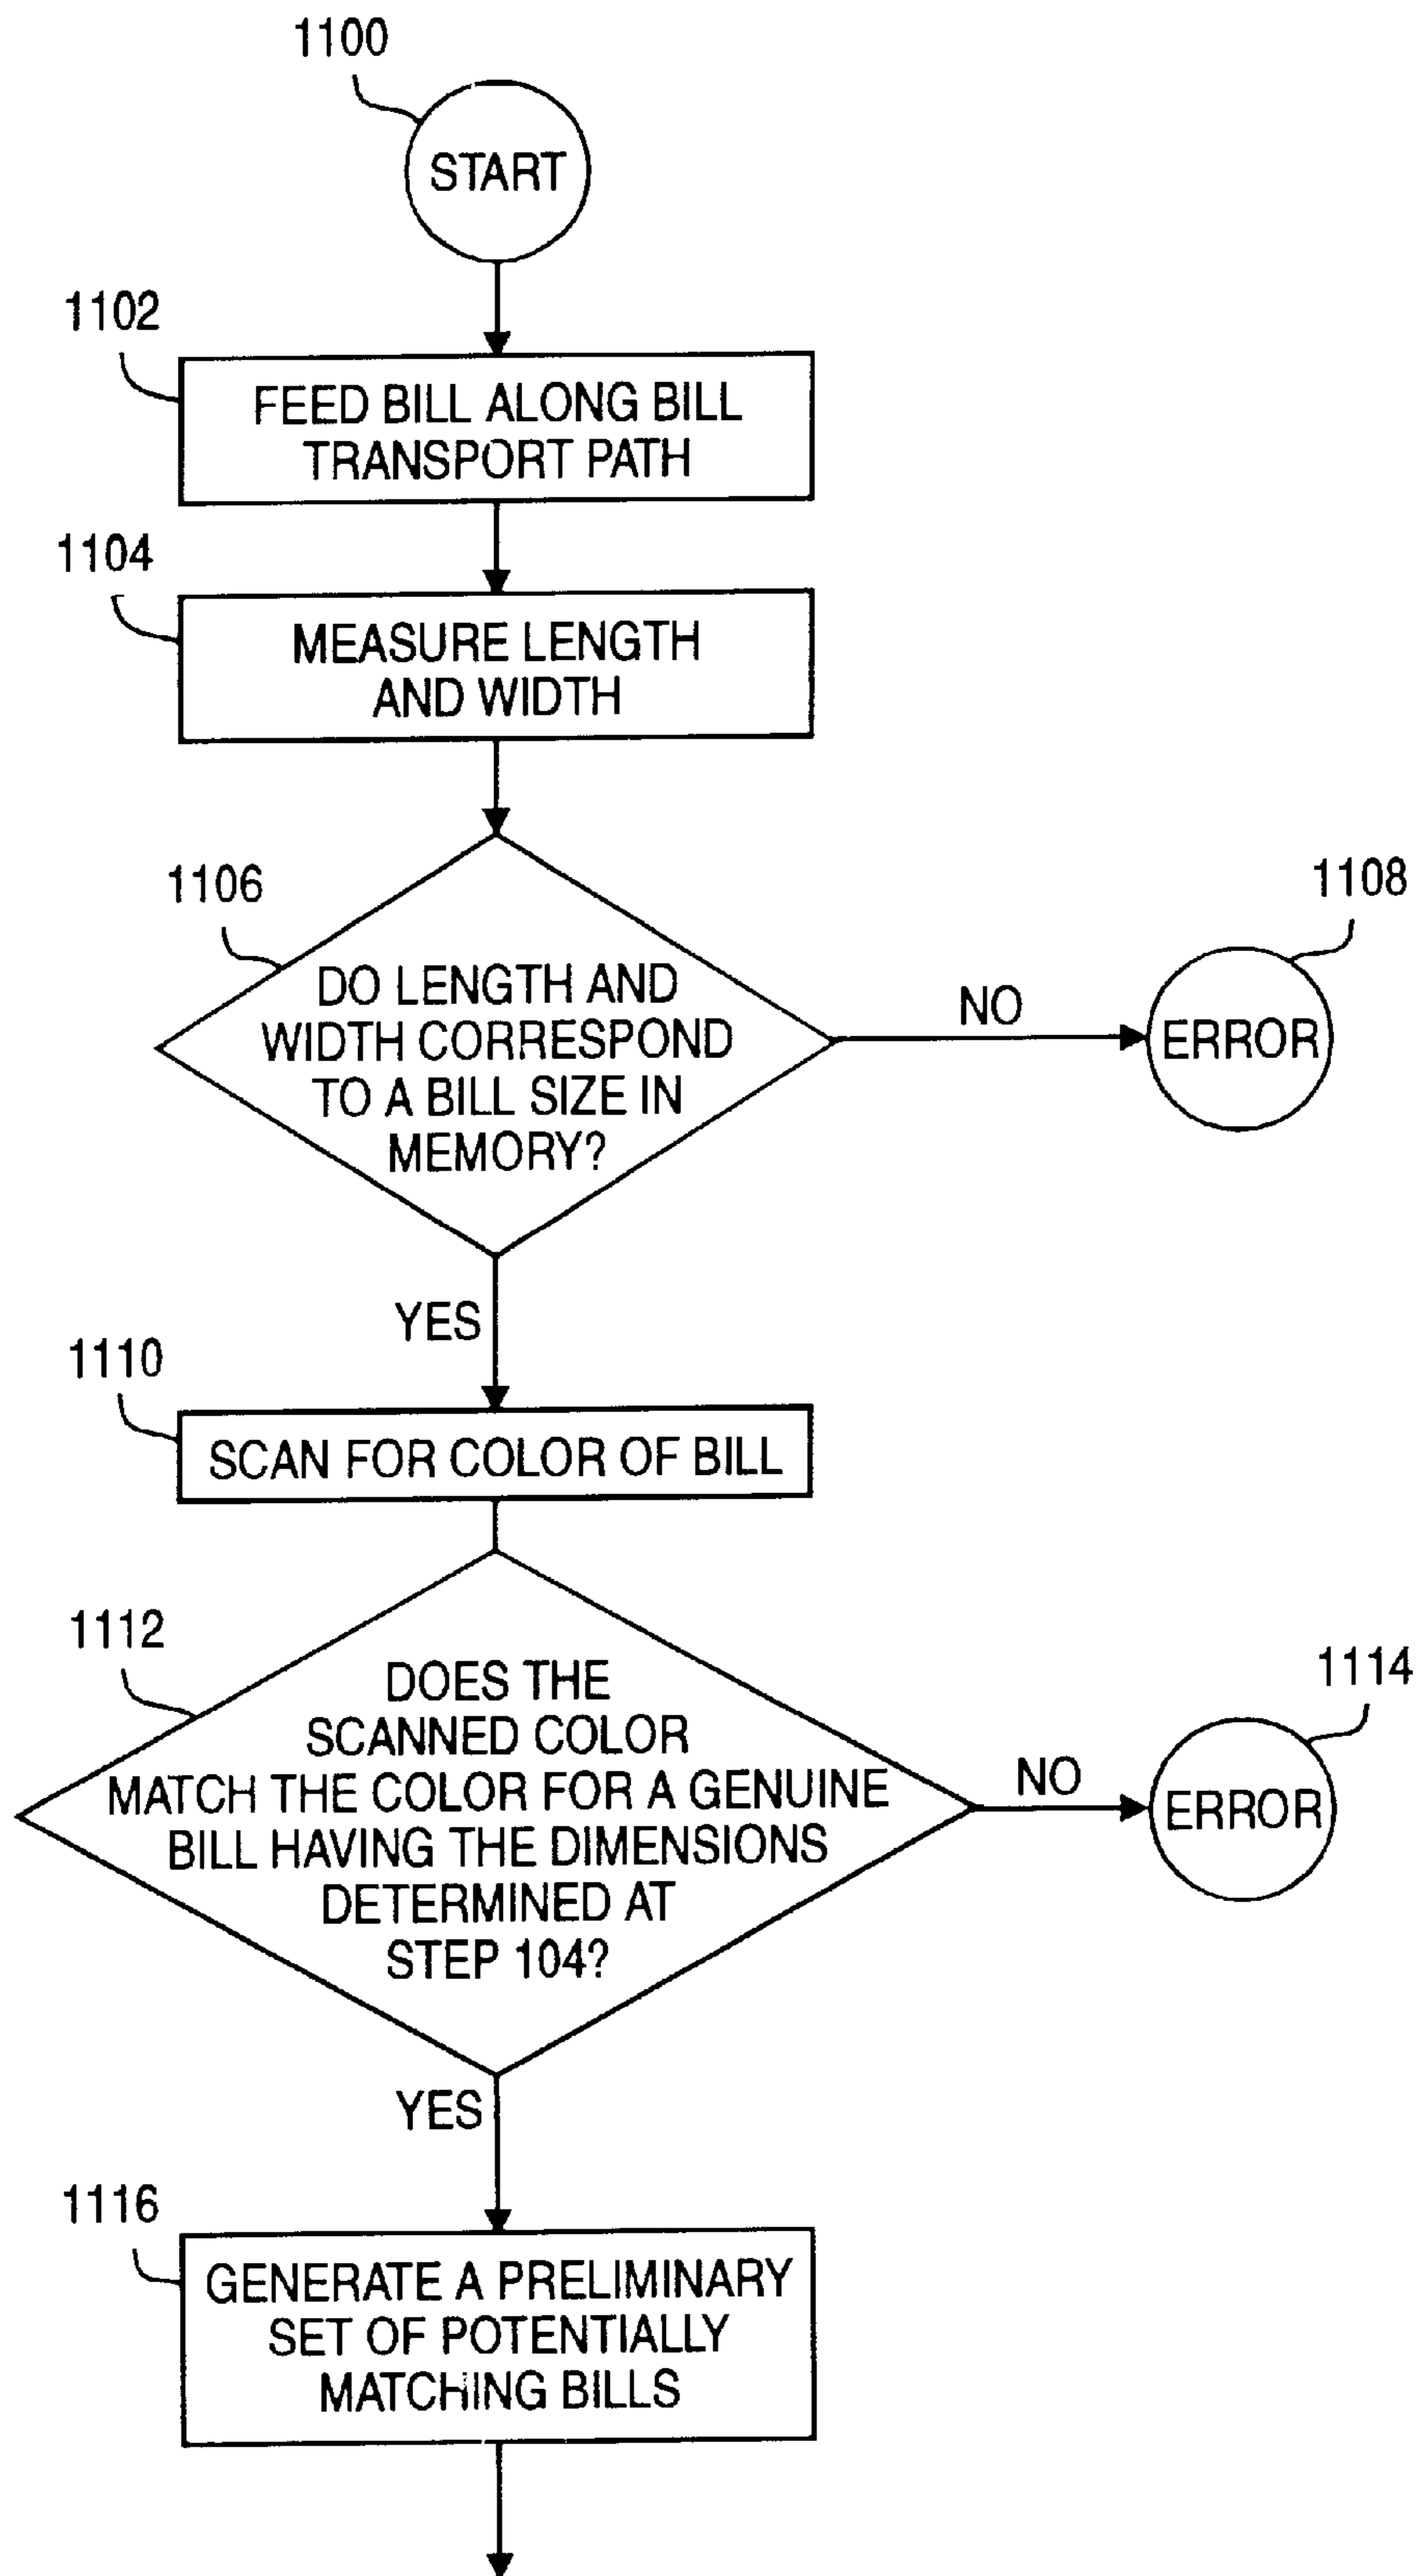 1100
START
1102
FEED BILL ALONG BILL
TRANSPORT PATH
1104
MEASURE LENGTH
AND WIDTH
1106
DO LENGTH AND
WIDTH CORRESPOND
TO A BILL SIZE IN
MEMORY?
NO
1108
ERROR
YES
1110
SCAN FOR COLOR OF BILL
1112
DOES THE
SCANNED COLOR
MATCH THE COLOR FOR A GENUINE
BILL HAVING THE DIMENSIONS
DETERMINED AT
STEP 104?
NO
1114
ERROR
YES
1116
GENERATE A PRELIMINARY
SET OF POTENTIALLY
MATCHING BILLS